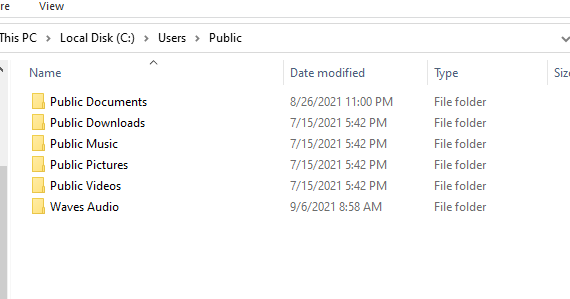 re View
This PC Local Disk (C:) Users Public
Name Date modified Type Size
Public Documents 8/26/2021 11:00 PM File folder
Public Downloads 7/15/2021 5:42 PM File folder
Public Music 7/15/2021 5:42 PM File folder
Public Pictures 7/15/2021 5:42 PM File folder
Public Videos 7/15/2021 5:42 PM File folder
Waves Audio 9/6/2021 8:58 AM File folder